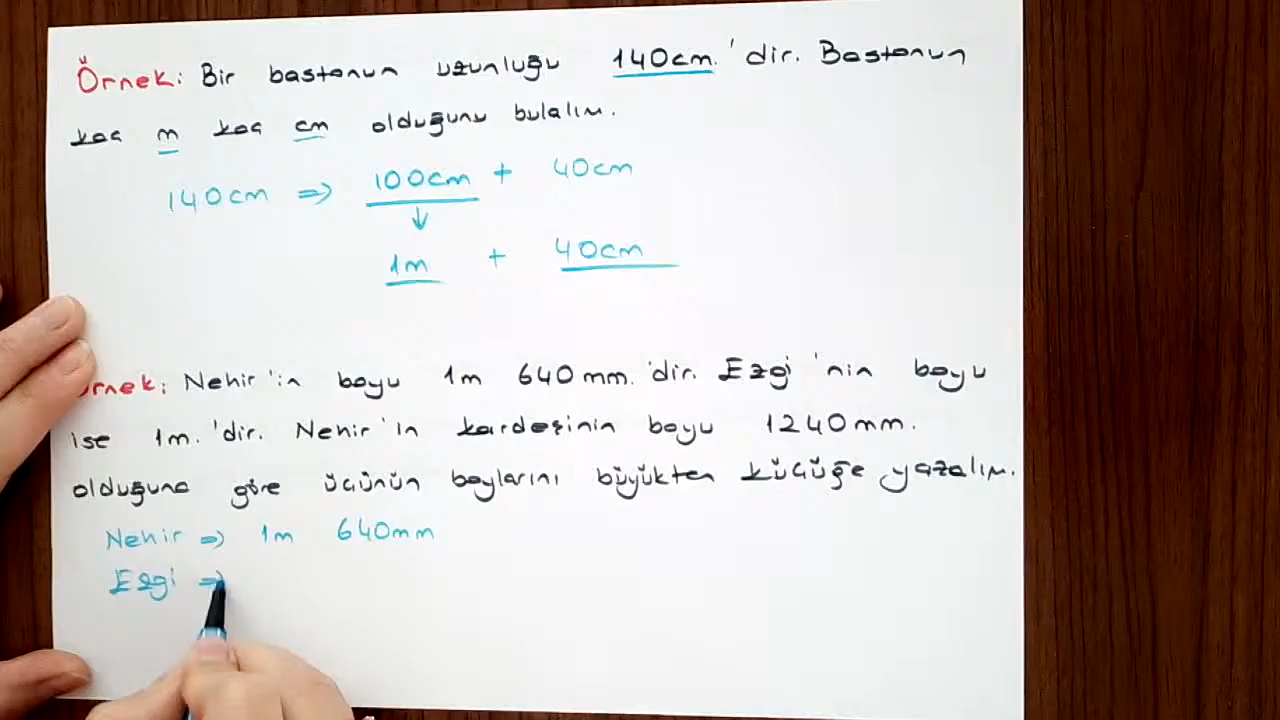 Örnek: Bir bastonun uzunluğu 140cm.'dir. Bastonun
kaç m kaç cm olduğunu bulalım.
140cm ⇒ 100cm + 40cm
↓
1m + 40cm
rnek: Nehir'in boyu 1m 640mm.'dir. Ezgi'nin boyu
ise 1m.'dir. Nehir'in kardeşinin boyu 1240mm.
olduğuna göre üçünün boylarını büyükten küçüğe yazalım.
Nehir ⇒ 1m 640mm
Ezgi ⇒